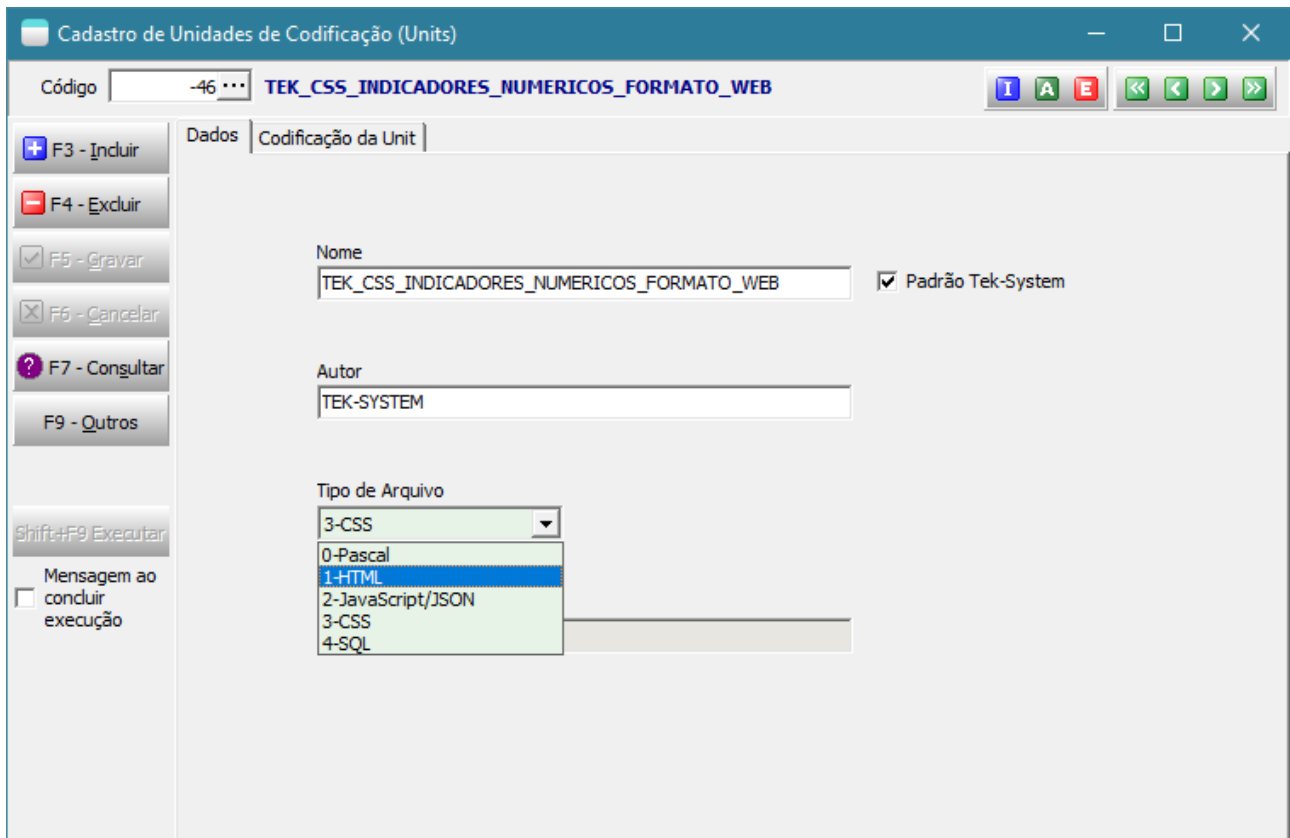 Cadastro de Unidades de Codificação (Units)
Código -46 ... TEK_CSS_INDICADORES_NUMERICOS_FORMATO_WEB I A E
F3 - Incluir
F4 - Excluir
F5 - Gravar
F6 - Cancelar
F7 - Consultar
F9 - Outros
Shift+F9 Executar
Mensagem ao
concluir
execução
Dados Codificação da Unit
Nome
TEK_CSS_INDICADORES_NUMERICOS_FORMATO_WEB Padrão Tek-System
Autor
TEK-SYSTEM
Tipo de Arquivo
3-CSS
0-Pascal
1-HTML
2-JavaScript/JSON
3-CSS
4-SQL